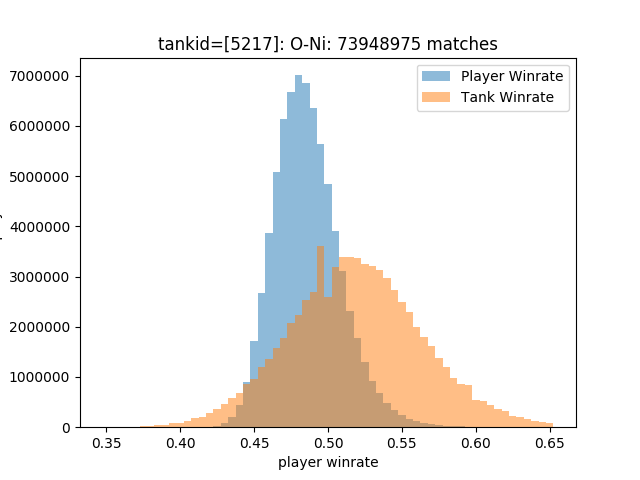 tankid=[5217]: O-Ni: 73948975 matches
Player Winrate
Tank Winrate
7000000
6000000
5000000
4000000
3000000
2000000
1000000
0
0.35 0.40 0.45 0.50 0.55 0.60 0.65
player winrate